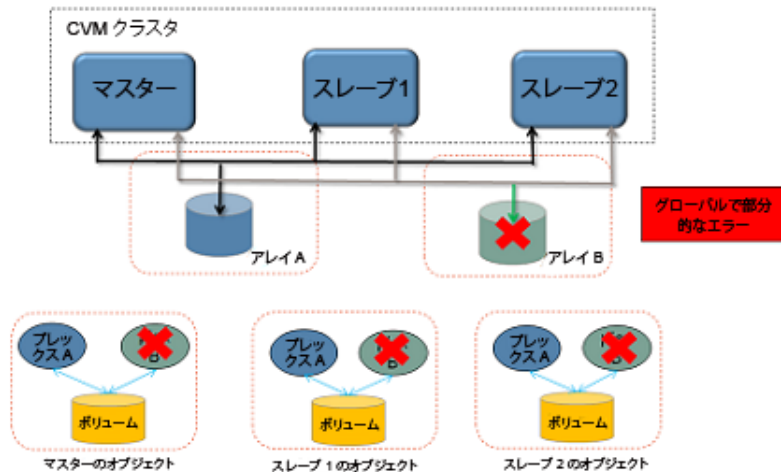 CVM クラスタ
マスター
スレーブ1
スレーブ2
アレイ A
アレイ B
グローバルで部分
的なエラー
プレッ
クス A
B
ボリューム
マスターのオブジェクト
プレッ
クス A
B
ボリューム
スレーブ 1 のオブジェクト
プレッ
クス A
ボリューム
スレーブ 2 のオブジェクト